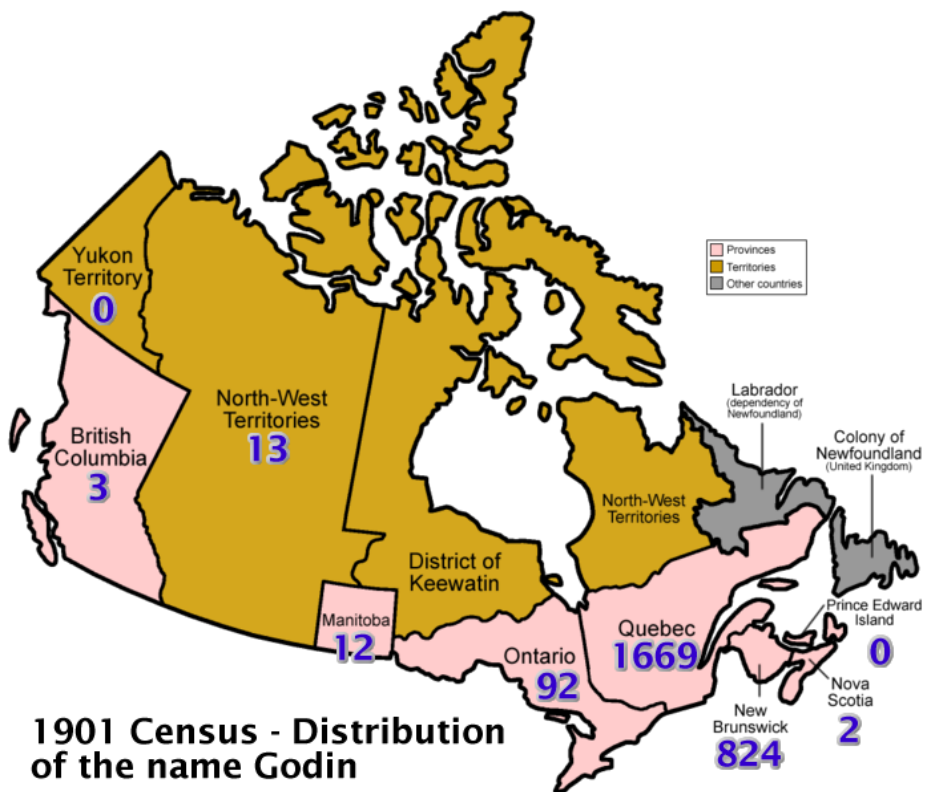 Yukon
Territory
0
British
Columbia
3
North-West
Territories
13
District of
Keewatin
Manitoba
12
Ontario
92
Quebec
1669
North-West
Territories
Provinces
Territories
Other countries
Labrador
(dependency of
Newfoundland)
Colony of
Newfoundland
(United Kingdom)
Prince Edward
Island
0
Nova
Scotia
2
New
Brunswick
824
1901 Census - Distribution
of the name Godin